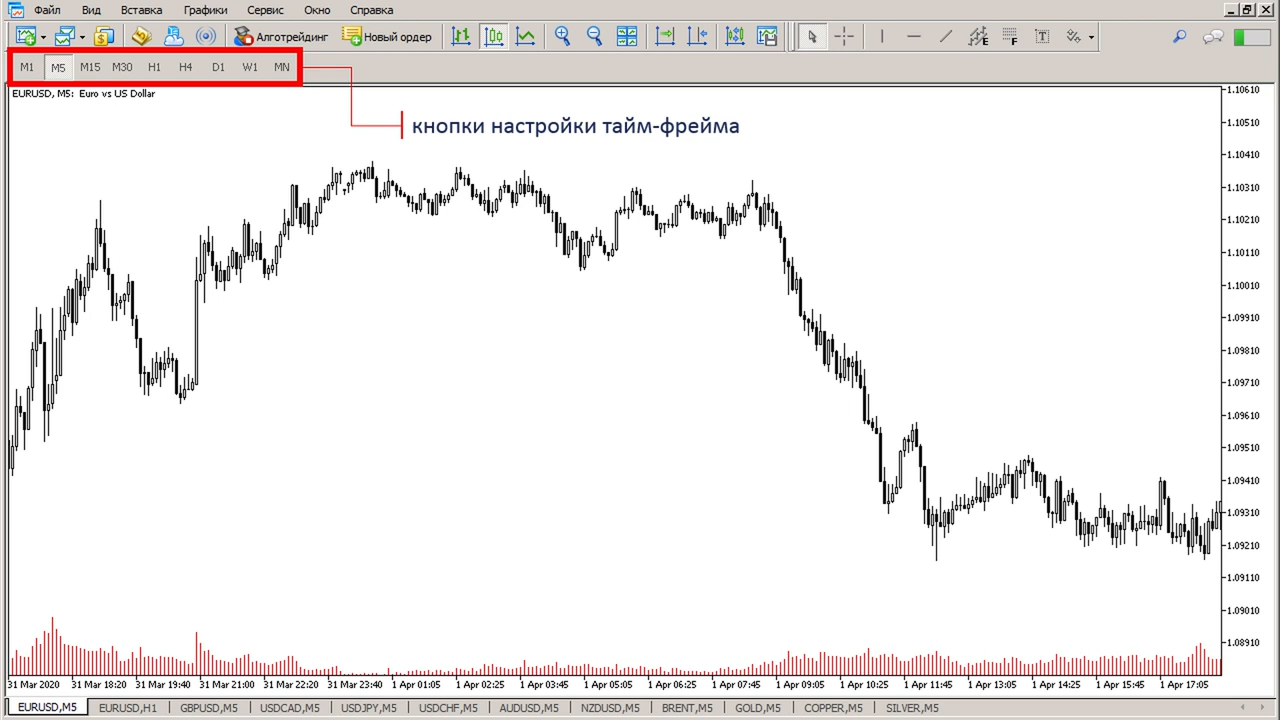 Файл Вид Вставка Графики Сервис Окно Справка
Алготрейдинг Новый ордер
E F T
M1 M5 M15 M30 H1 H4 D1 W1 MN
EURUSD, M5: Euro vs US Dollar
кнопки настройки тайм-фрейма
1.10610
1.10510
1.10410
1.10310
1.10210
1.10110
1.10010
1.09910
1.09810
1.09710
1.09610
1.09510
1.09410
1.09310
1.09210
1.09110
1.09010
1.08910
31 Mar 2020 31 Mar 18:20 31 Mar 19:40 31 Mar 21:00 31 Mar 22:20 31 Mar 23:40 1 Apr 01:05 1 Apr 02:25 1 Apr 03:45 1 Apr 05:05 1 Apr 06:25 1 Apr 07:45 1 Apr 09:05 1 Apr 10:25 1 Apr 11:45 1 Apr 13:05 1 Apr 14:25 1 Apr 15:45 1 Apr 17:05
EURUSD,M5 EURUSD,H1 GBPUSD,M5 USDCAD,M5 USDJPY,M5 USDCHF,M5 AUDUSD,M5 NZDUSD,M5 BRENT,M5 GOLD,M5 COPPER,M5 SILVER,M5